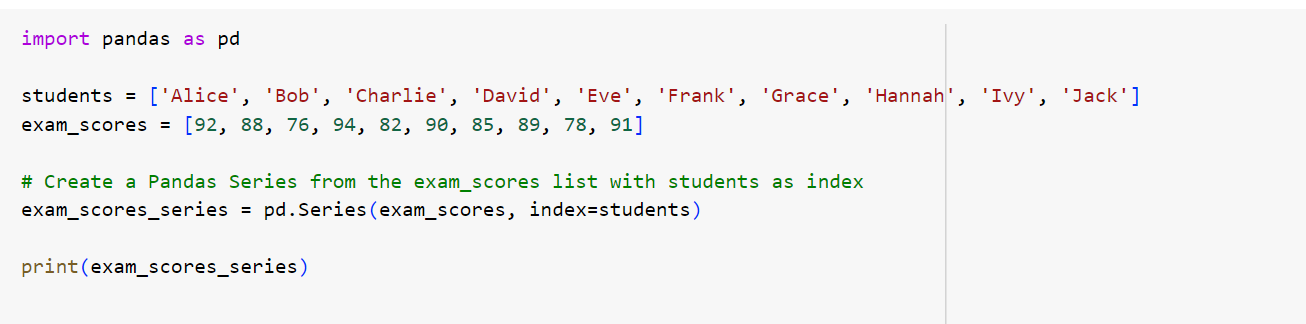 import pandas as pd
students = ['Alice', 'Bob', 'Charlie', 'David', 'Eve', 'Frank', 'Grace', 'Hannah', 'Ivy', 'Jack']
exam_scores = [92, 88, 76, 94, 82, 90, 85, 89, 78, 91]
# Create a Pandas Series from the exam_scores list with students as index
exam_scores_series = pd.Series(exam_scores, index=students)
print(exam_scores_series)